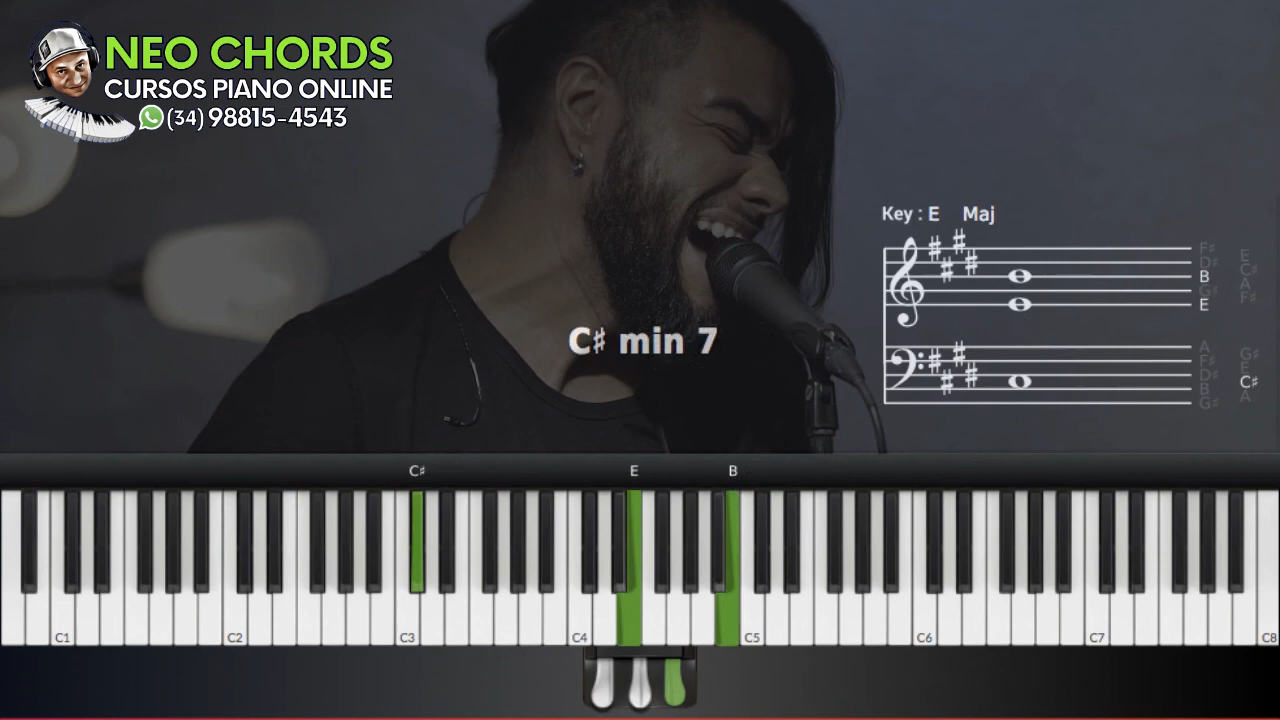 NEO CHORDS
CURSOS PIANO ONLINE
(34) 98815-4543
Key : E Maj
F♯
D♯
B
G♯
E
E
C♯
A
F♯
C♯ min 7
A
F♯
D♯
B
G♯
G♯
E
C♯
A
C♯ E B
C1 C2 C3 C4 C5 C6 C7 C8